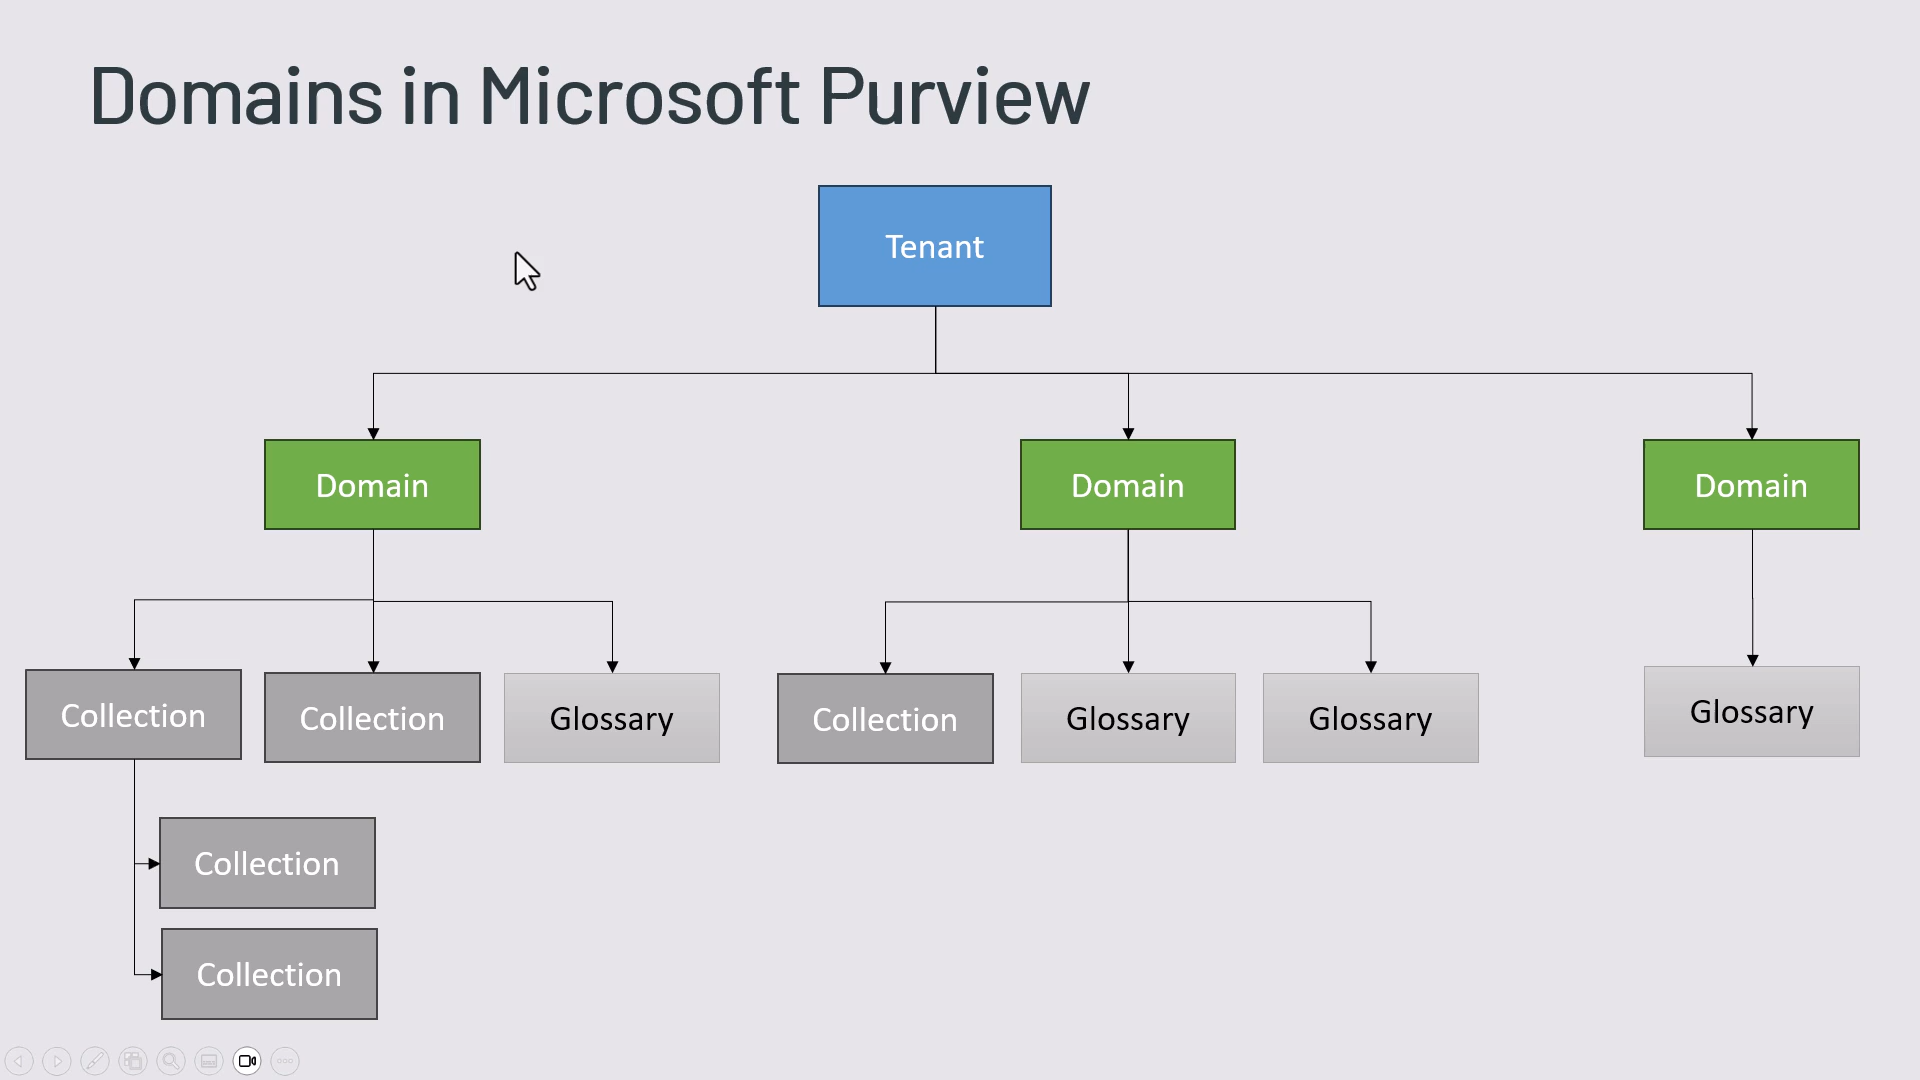 Domains in Microsoft Purview
Tenant
Domain
Domain
Domain
Collection
Collection
Glossary
Collection
Glossary
Glossary
Glossary
Collection
Collection